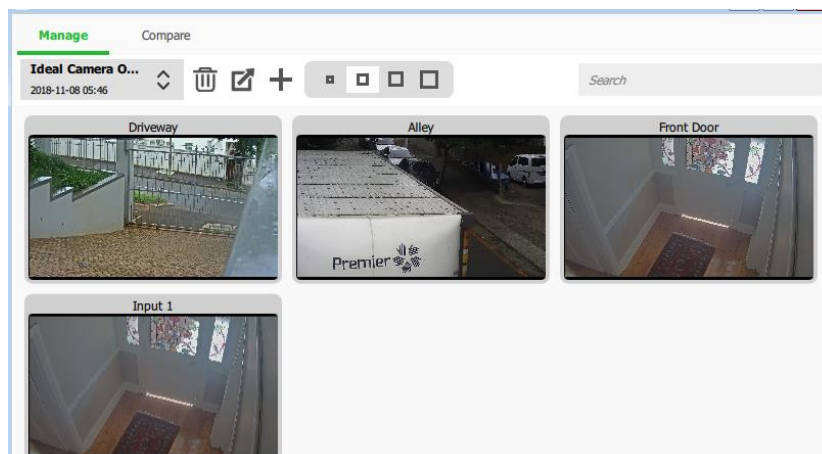 Manage
Compare
Ideal Camera O...
2018-11-08 05:46
Search
Driveway
Alley
Front Door
Premier
Input 1